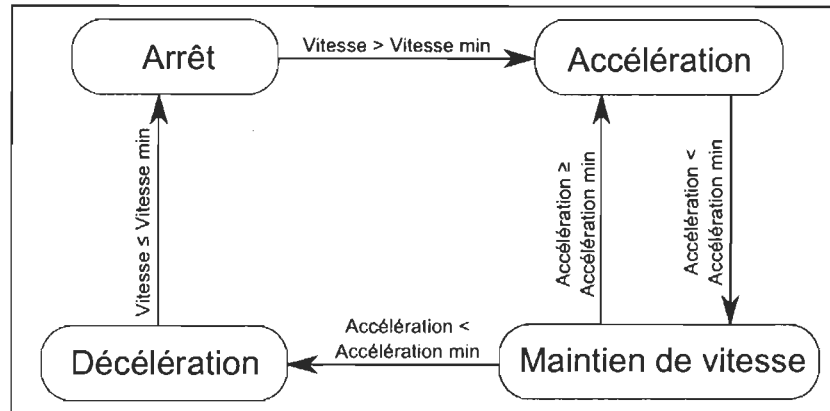 Arrêt
Vitesse > Vitesse min
Accélération
Vitesse ≤ Vitesse min
Accélération ≥
Accélération min
Accélération <
Accélération min
Accélération <
Accélération min
Décélération
Maintien de vitesse